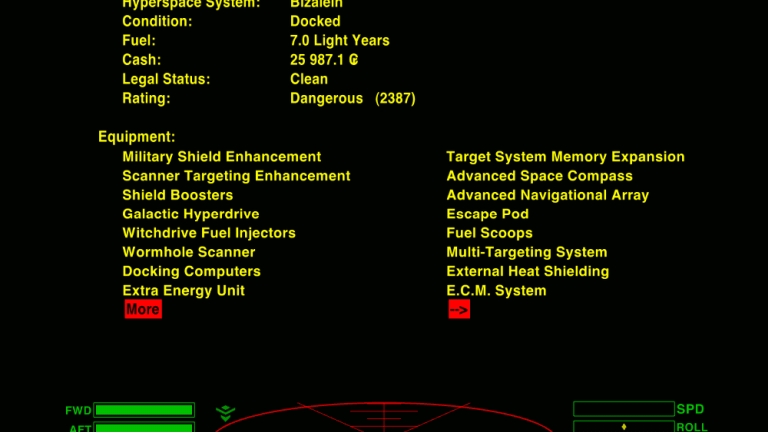 Hyperspace System: Bizalein
Condition: Docked
Fuel: 7.0 Light Years
Cash: 25 987.1 ₢
Legal Status: Clean
Rating: Dangerous (2387)
Equipment:
Military Shield Enhancement Target System Memory Expansion
Scanner Targeting Enhancement Advanced Space Compass
Shield Boosters Advanced Navigational Array
Galactic Hyperdrive Escape Pod
Witchdrive Fuel Injectors Fuel Scoops
Wormhole Scanner Multi-Targeting System
Docking Computers External Heat Shielding
Extra Energy Unit E.C.M. System
More -->
FWD SPD
AFT ROLL